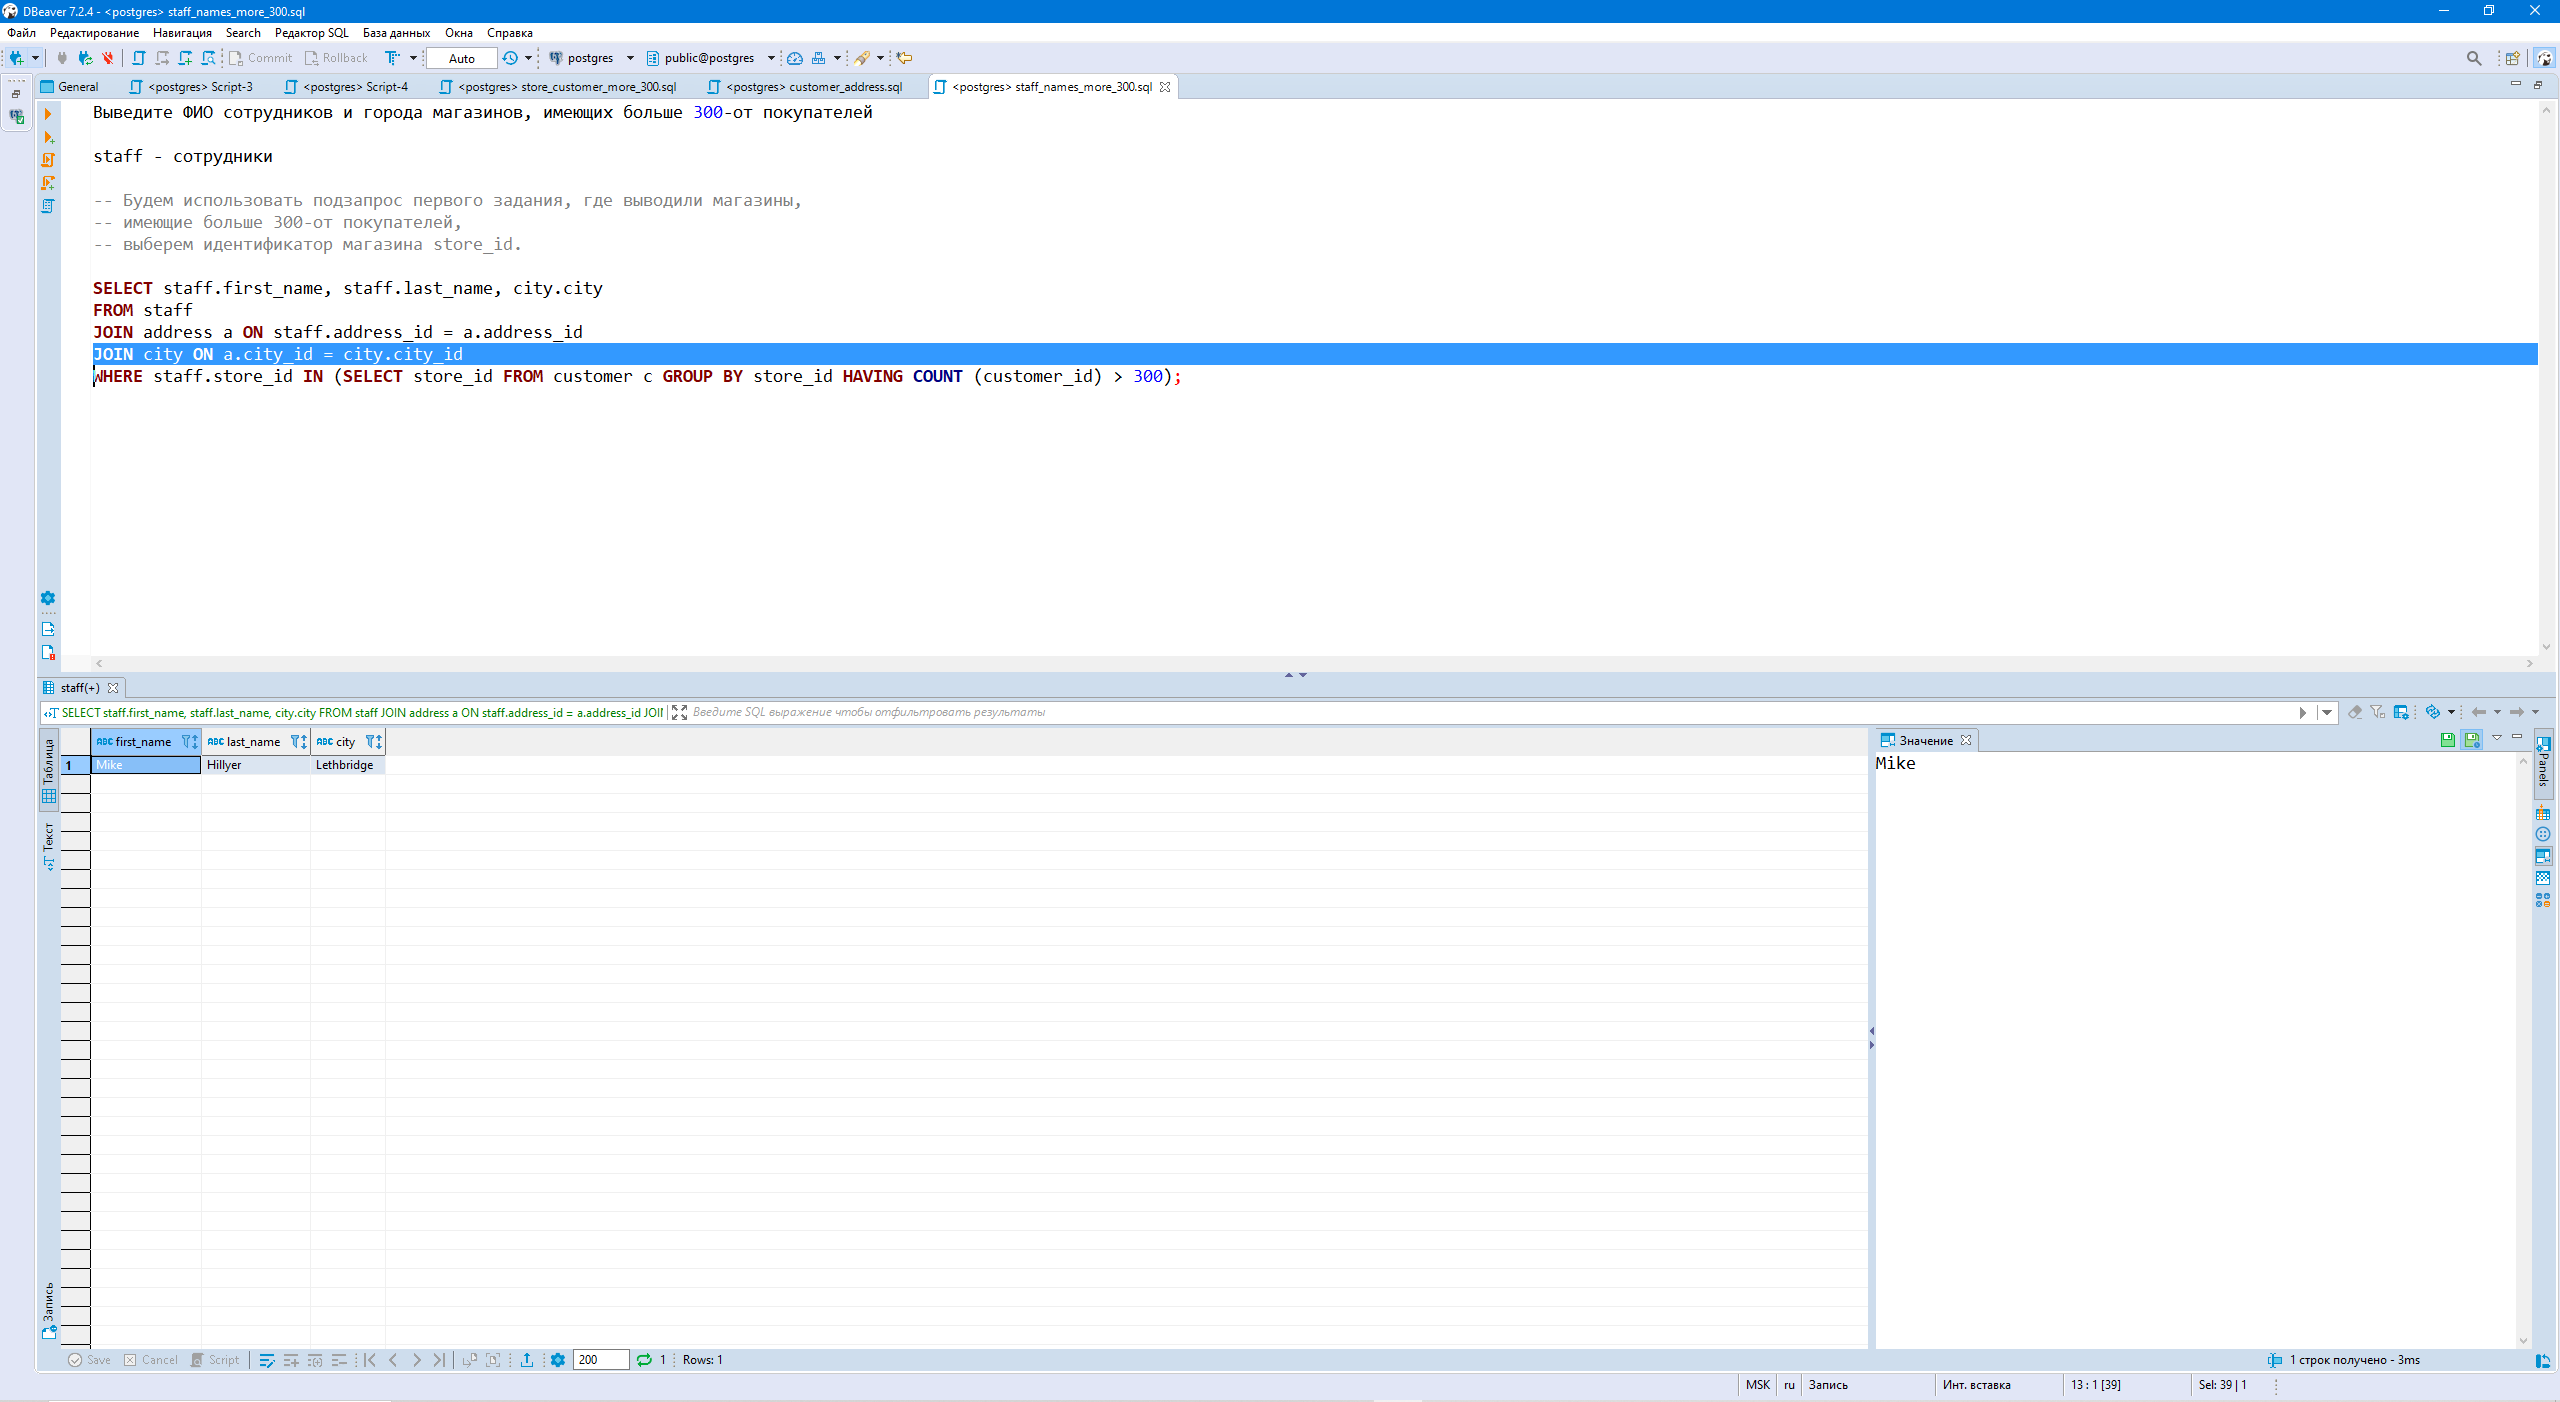 DBeaver 7.2.4 - <postgres> staff_names_more_300.sql
Файл Редактирование Навигация Search Редактор SQL База данных Окна Справка
Commit Rollback Auto postgres public@postgres
General <postgres> Script-3 <postgres> Script-4 <postgres> store_customer_more_300.sql <postgres> customer_address.sql <postgres> staff_names_more_300.sql
Выведите ФИО сотрудников и города магазинов, имеющих больше 300-от покупателей
staff - сотрудники
-- Будем использовать подзапрос первого задания, где выводили магазины,
-- имеющие больше 300-от покупателей,
-- выберем идентификатор магазина store_id.
SELECT staff.first_name, staff.last_name, city.city
FROM staff
JOIN address a ON staff.address_id = a.address_id
JOIN city ON a.city_id = city.city_id
WHERE staff.store_id IN (SELECT store_id FROM customer c GROUP BY store_id HAVING COUNT (customer_id) > 300);
staff(+)
SELECT staff.first_name, staff.last_name, city.city FROM staff JOIN address a ON staff.address_id = a.address_id JOI Введите SQL выражение чтобы отфильтровать результаты
Таблица
Текст
Запись
ABC first_name ABC last_name ABC city
1 Mike Hillyer Lethbridge
Значение
Mike
Panels
Save Cancel Script 200 1 Rows: 1
1 строк получено - 3ms
MSK ru Запись Инт. вставка 13 : 1 [39] Sel: 39 | 1